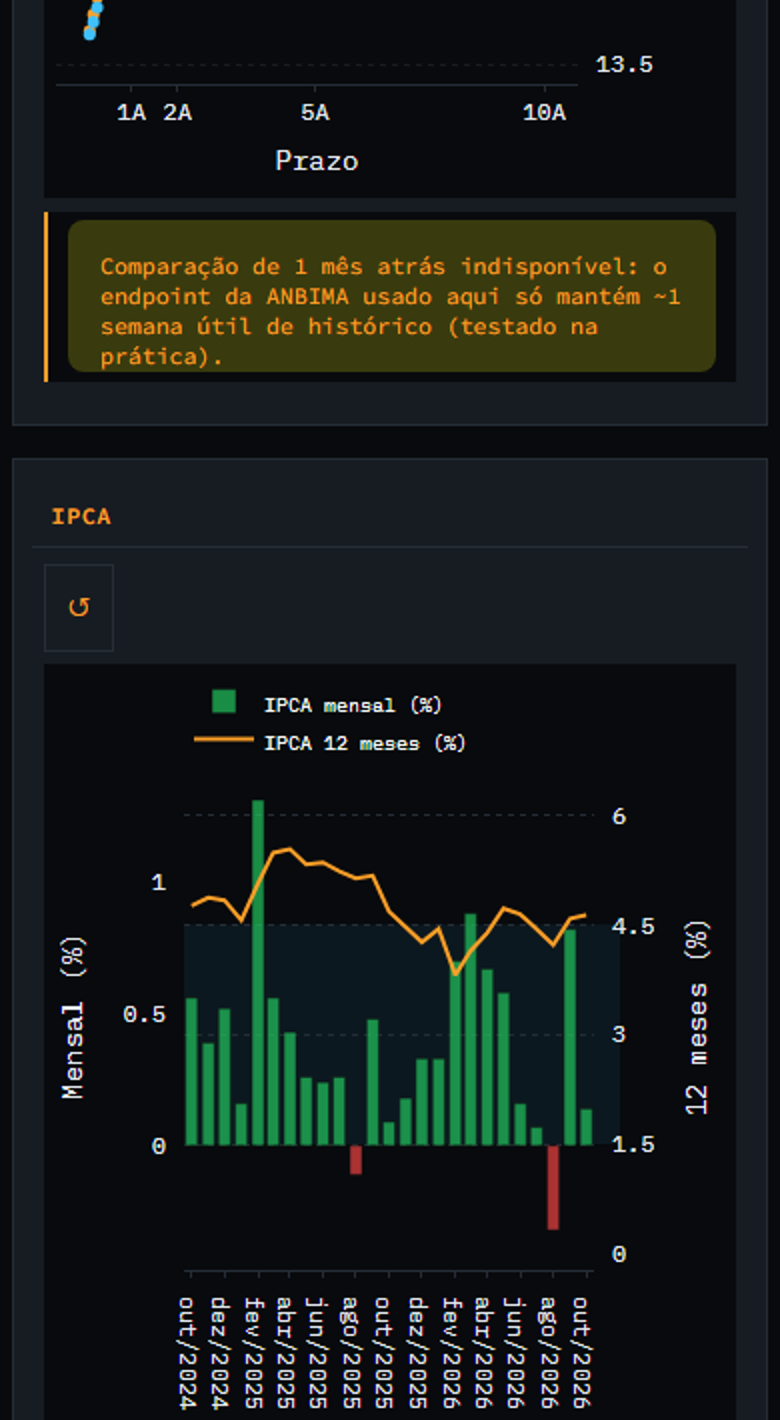 13.5
1A 2A 5A 10A
Prazo
Comparação de 1 mês atrás indisponível: o
endpoint da ANBIMA usado aqui só mantém ~1
semana útil de histórico (testado na
prática).
IPCA
↺
IPCA mensal (%)
IPCA 12 meses (%)
6
1
4.5
0.5
3
0
1.5
0
Mensal (%)
12 meses (%)
out/2024
dez/2024
fev/2025
abr/2025
jun/2025
ago/2025
out/2025
dez/2025
fev/2026
abr/2026
jun/2026
ago/2026
out/2026